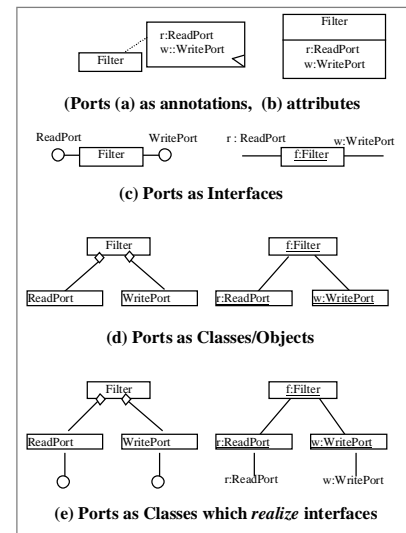 r:ReadPort
w::WritePort
Filter
Filter
r:ReadPort
w:WritePort
(Ports (a) as annotations, (b) attributes
ReadPort
WritePort
Filter
r : ReadPort
w:WritePort
f:Filter
(c) Ports as Interfaces
Filter
f:Filter
ReadPort
WritePort
r:ReadPort
w:WritePort
(d) Ports as Classes/Objects
Filter
f:Filter
ReadPort
WritePort
r:ReadPort
w:WritePort
r:ReadPort
w:WritePort
(e) Ports as Classes which realize interfaces